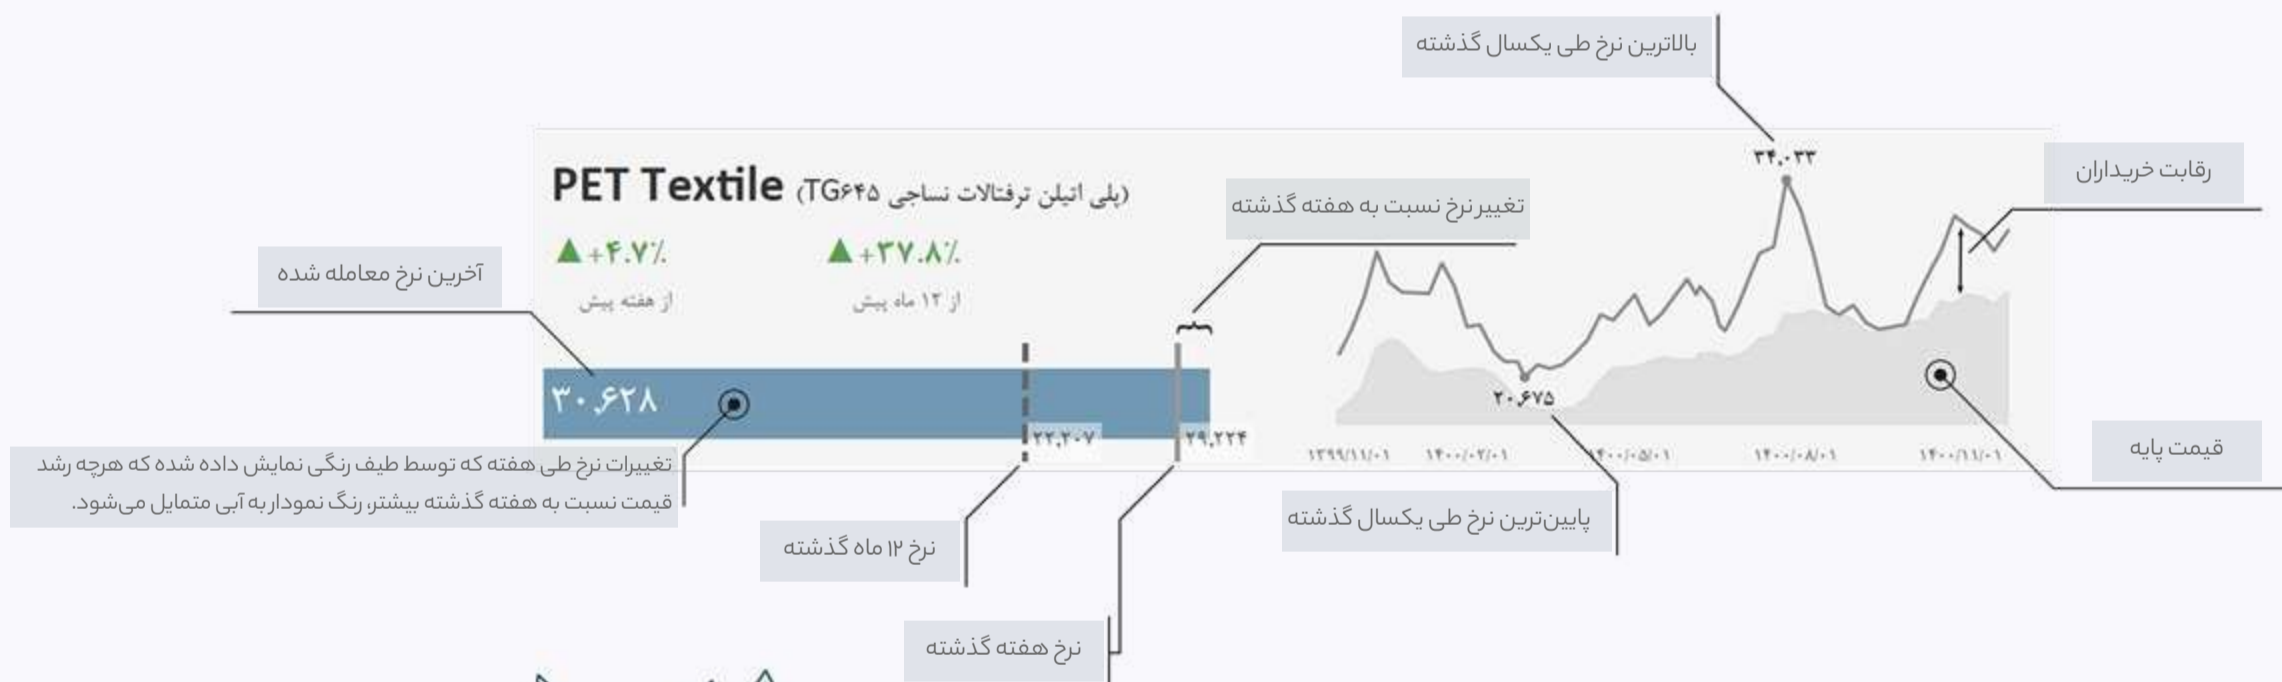 بالاترین نرخ طی یکسال گذشته
۳۴,۰۳۳
رقابت خریداران
PET Textile (پلی اتیلن ترفتالات نساجی TG۶۴۵)
تغییر نرخ نسبت به هفته گذشته
▲+۴.۷٪
▲+۳۷.۸٪
از هفته پیش
از ۱۲ ماه پیش
آخرین نرخ معامله شده
۳۰,۶۲۸
۲۲,۲۰۷
۲۹,۲۲۴
۲۰,۶۷۵
۱۳۹۹/۱۱/۰۱
۱۴۰۰/۰۲/۰۱
۱۴۰۰/۰۵/۰۱
۱۴۰۰/۰۸/۰۱
۱۴۰۰/۱۱/۰۱
قیمت پایه
تغییرات نرخ طی هفته که توسط طیف رنگی نمایش داده شده که هرچه رشد
قیمت نسبت به هفته گذشته بیشتر، رنگ نمودار به آبی متمایل می‌شود.
پایین‌ترین نرخ طی یکسال گذشته
نرخ ۱۲ ماه گذشته
نرخ هفته گذشته